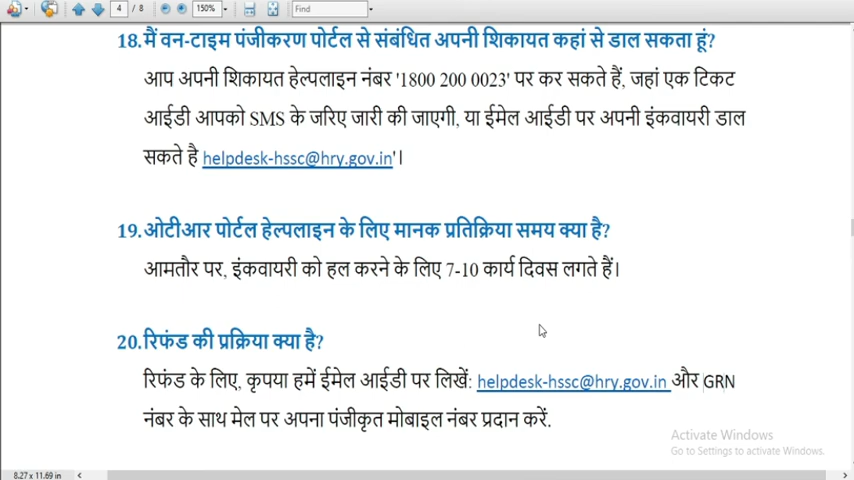 4 / 8 150% Find
18. मैं वन-टाइम पंजीकरण पोर्टल से संबंधित अपनी शिकायत कहां से डाल सकता हूं?
आप अपनी शिकायत हेल्पलाइन नंबर '1800 200 0023' पर कर सकते हैं, जहां एक टिकट
आईडी आपको SMS के जरिए जारी की जाएगी, या ईमेल आईडी पर अपनी इंकवायरी डाल
सकते है helpdesk-hssc@hry.gov.in'।
19. ओटीआर पोर्टल हेल्पलाइन के लिए मानक प्रतिक्रिया समय क्या है?
आमतौर पर, इंकवायरी को हल करने के लिए 7-10 कार्य दिवस लगते हैं।
20. रिफंड की प्रक्रिया क्या है?
रिफंड के लिए, कृपया हमें ईमेल आईडी पर लिखें: helpdesk-hssc@hry.gov.in और GRN
नंबर के साथ मेल पर अपना पंजीकृत मोबाइल नंबर प्रदान करें.
Activate Windows
Go to Settings to activate Windows.
8.27 x 11.69 in